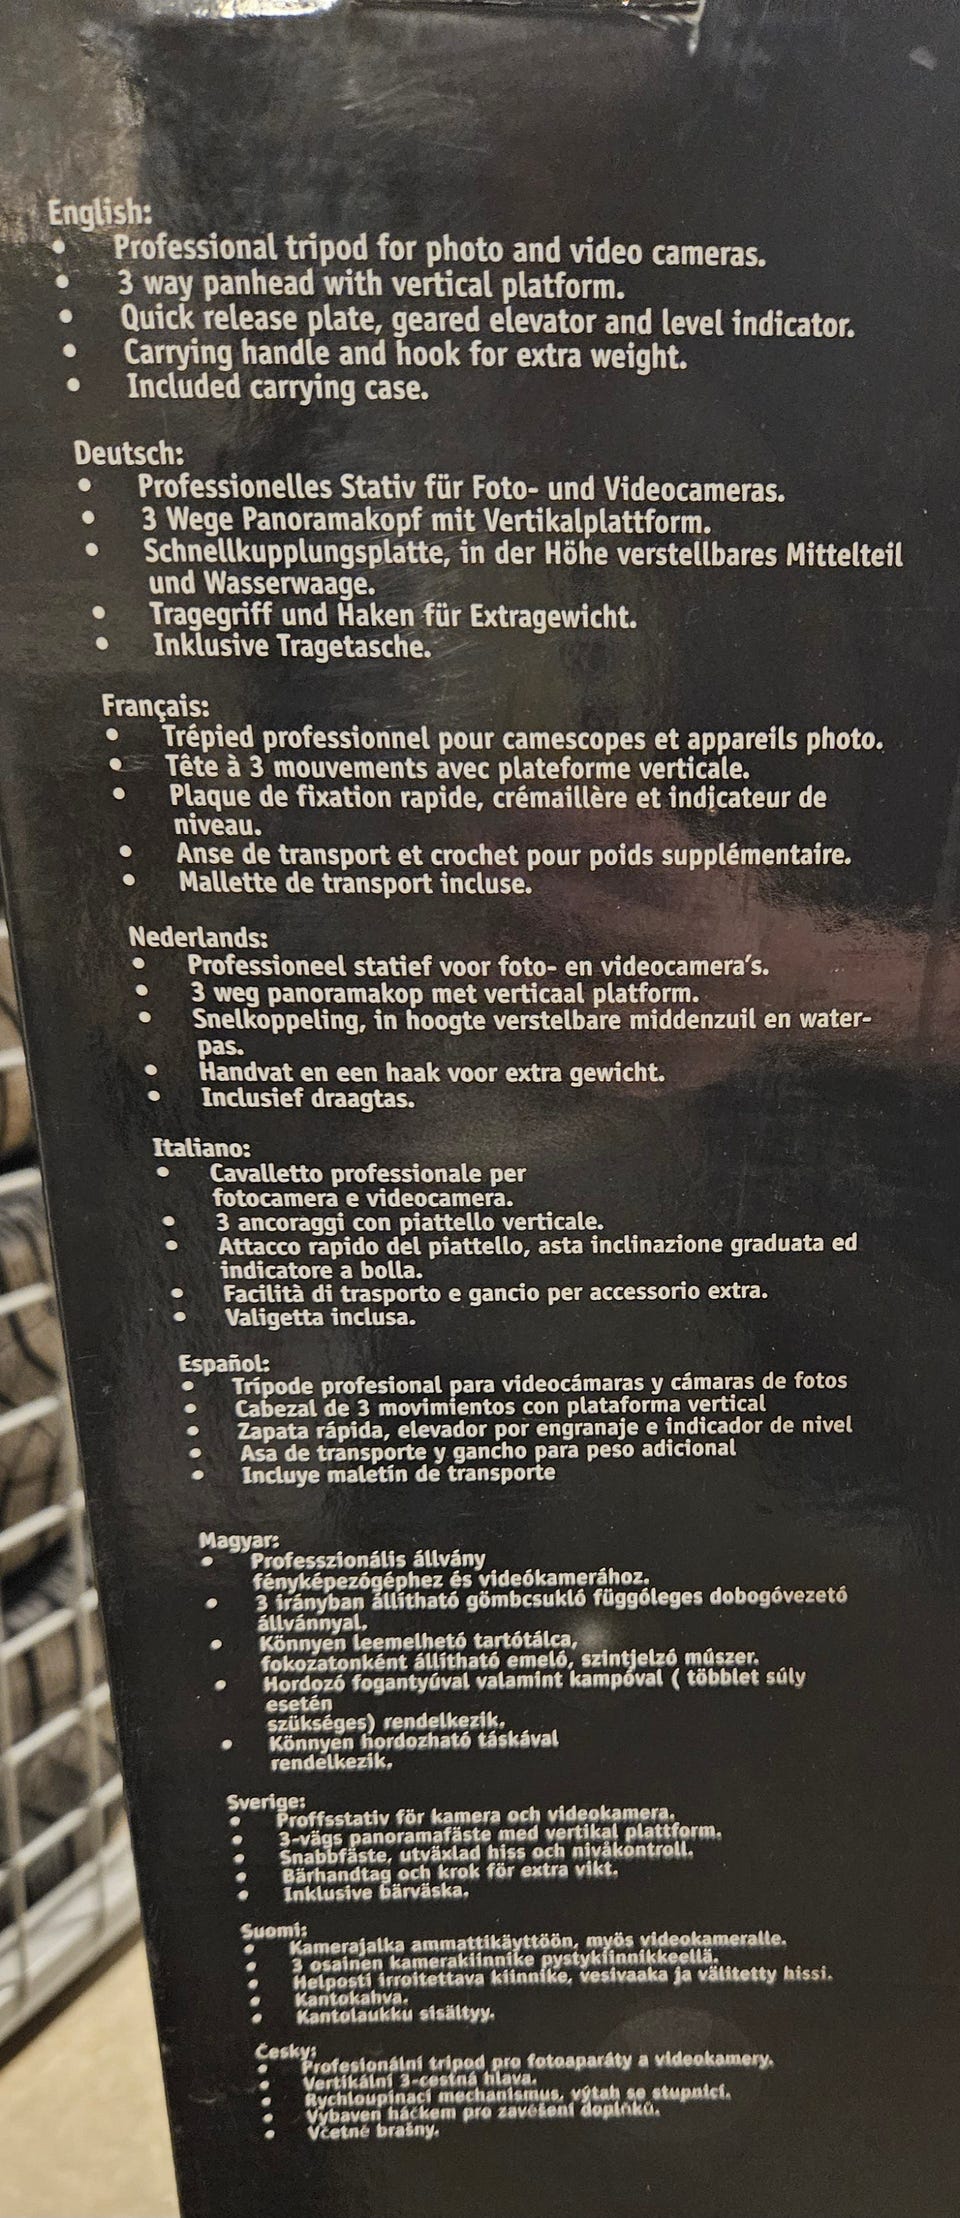 English:
• Professional tripod for photo and video cameras.
• 3 way panhead with vertical platform.
• Quick release plate, geared elevator and level indicator.
• Carrying handle and hook for extra weight.
• Included carrying case.
Deutsch:
• Professionelles Stativ für Foto- und Videocameras.
• 3 Wege Panoramakopf mit Vertikalplattform.
• Schnellkupplungsplatte, in der Höhe verstellbares Mittelteil
und Wasserwaage.
• Tragegriff und Haken für Extragewicht.
• Inklusive Tragetasche.
Français:
• Trépied professionnel pour camescopes et appareils photo.
• Tête à 3 mouvements avec plateforme verticale.
• Plaque de fixation rapide, crémaillère et indicateur de
niveau.
• Anse de transport et crochet pour poids supplémentaire.
• Mallette de transport incluse.
Nederlands:
• Professioneel statief voor foto- en videocamera's.
• 3 weg panoramakop met verticaal platform.
• Snelkoppeling, in hoogte verstelbare middenzuil en water-
pas.
• Handvat en een haak voor extra gewicht.
• Inclusief draagtas.
Italiano:
• Cavalletto professionale per
fotocamera e videocamera.
• 3 ancoraggi con piattello verticale.
• Attacco rapido del piattello, asta inclinazione graduata ed
indicatore a bolla.
• Facilità di trasporto e gancio per accessorio extra.
• Valigetta inclusa.
Español:
• Trípode profesional para videocámaras y cámaras de fotos
• Cabezal de 3 movimientos con plataforma vertical
• Zapata rápida, elevador por engranaje e indicador de nivel
• Asa de transporte y gancho para peso adicional
• Incluye maletín de transporte
Magyar:
• Professzionális állvány
fényképezógéphez és videókamerához.
• 3 irányban állítható gömbcsukló függóleges dobogóvezetó
állvánnyal.
• Könnyen leemelhetó tartótálca,
fokozatonként állítható emeló, szintjelzó múszer.
• Hordozó fogantyúval valamint kampóval ( többlet súly
esetén
szükséges) rendelkezik.
• Könnyen hordozható táskával
rendelkezik.
Sverige:
• Proffsstativ för kamera och videokamera.
• 3-vägs panoramafäste med vertikal plattform.
• Snabbfäste, utväxlad hiss och nivåkontroll.
• Bärhandtag och krok för extra vikt.
• Inklusive bärväska.
Suomi:
• Kamerajalka ammattikäyttöön, myös videokameralle.
• 3 osainen kamerakiinnike pystykiinnikkeellä.
• Helposti irroitettava kiinnike, vesivaaka ja välitetty hissi.
• Kantokahva.
• Kantolaukku sisältyy.
Česky:
• Profesionální tripod pro fotoaparáty a videokamery.
• Vertikální 3-cestná hlava.
• Rychloupínací mechanismus, výtah se stupnicí.
• Vybaven háčkem pro zavěšení doplňků.
• Včetně brašny.